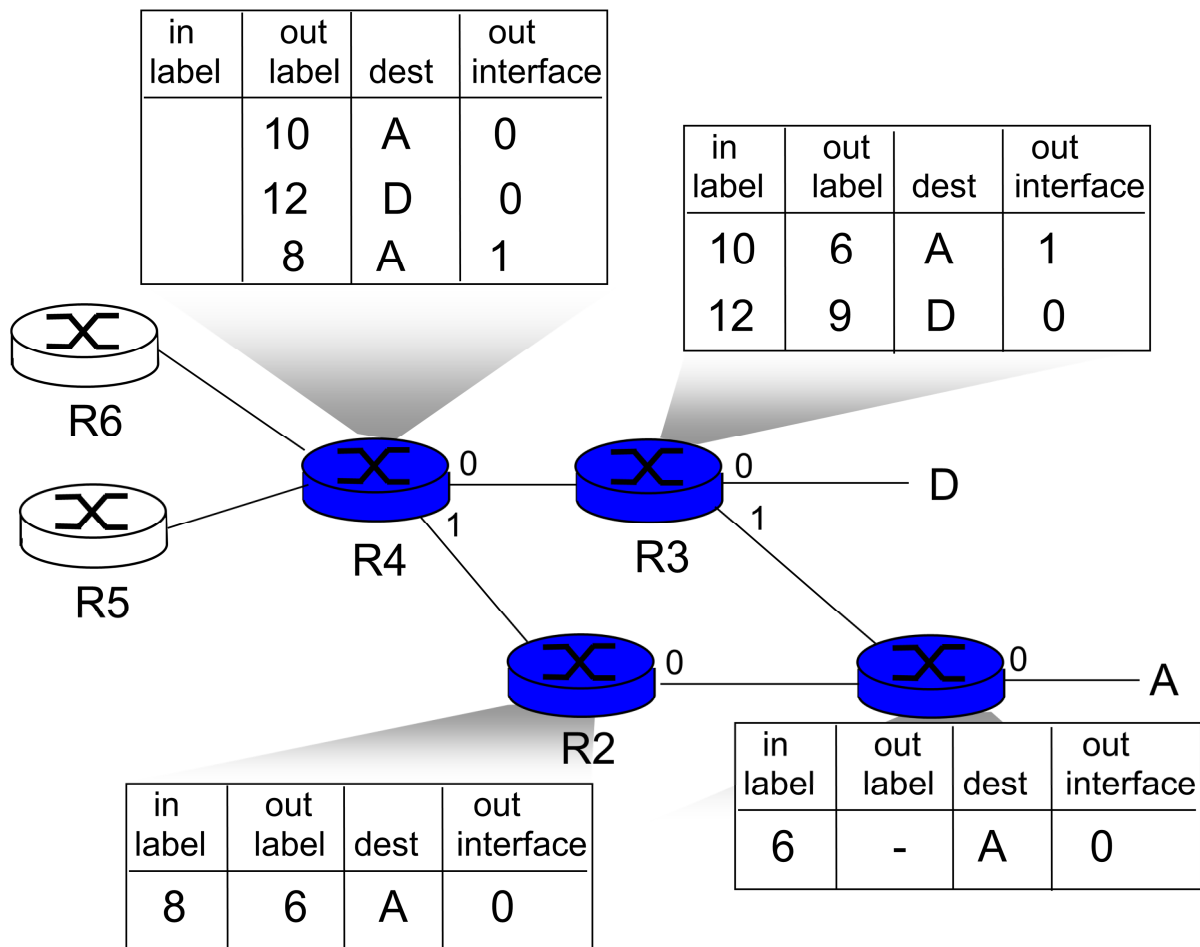 in out out
label label dest interface
10 A 0
12 D 0
8 A 1
in out out
label label dest interface
10 6 A 1
12 9 D 0
R6
R5
R4
0
1
R3
0
1
D
R2
0
0
A
in out out
label label dest interface
6 - A 0
in out out
label label dest interface
8 6 A 0